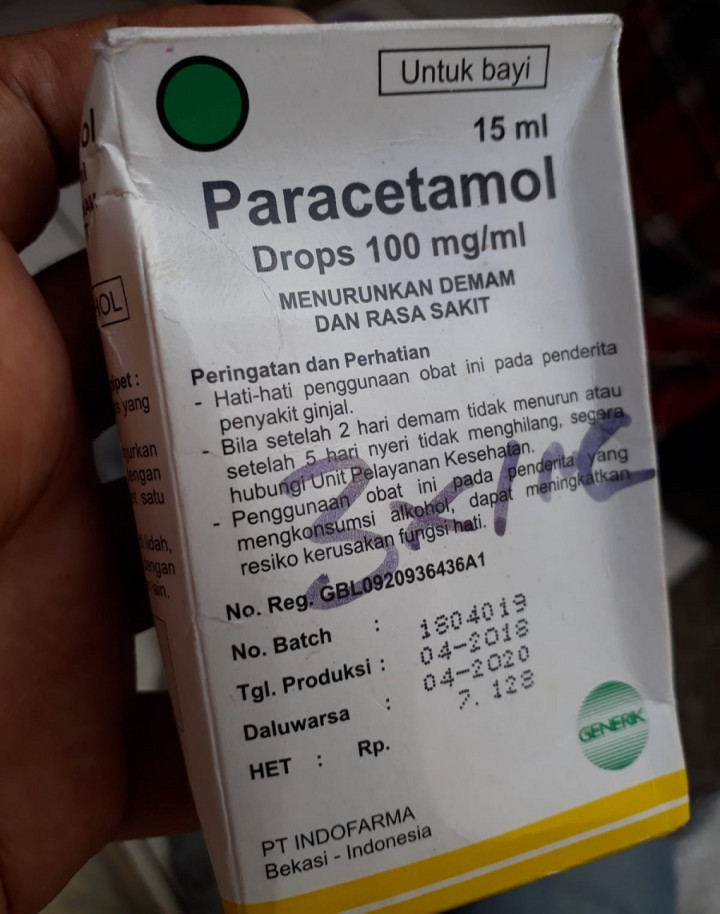 Untuk bayi
15 ml
Paracetamol
Drops 100 mg/ml
MENURUNKAN DEMAM
DAN RASA SAKIT
Peringatan dan Perhatian
- Hati-hati penggunaan obat ini pada penderita
penyakit ginjal.
- Bila setelah 2 hari demam tidak menurun atau
setelah 5 hari nyeri tidak menghilang, segera
hubungi Unit Pelayanan Kesehatan.
- Penggunaan obat ini pada penderita yang
mengkonsumsi alkohol, dapat meningkatkan
resiko kerusakan fungsi hati.
No. Reg. GBL0920936436A1
No. Batch : 1804019
Tgl. Produksi : 04-2018
Daluwarsa : 04-2020
HET : Rp. 7.128
GENERIK
PT INDOFARMA
Bekasi - Indonesia
yang
satu
lidah,